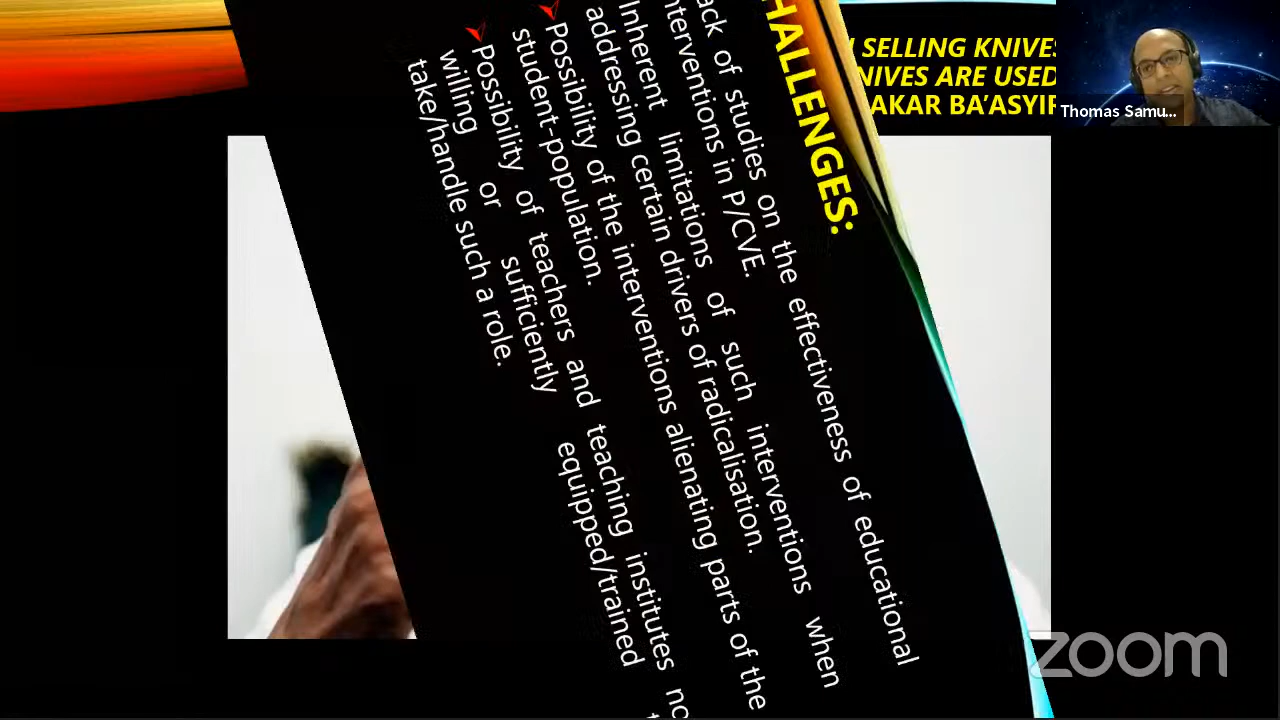 CHALLENGES:
ack of studies on the effectiveness of educational
nterventions in P/CVE.
Inherent limitations of such interventions when
addressing certain drivers of radicalisation.
Possibility of the interventions alienating parts of the
student-population.
Possibility of teachers and teaching institutes no
willing or sufficiently equipped/trained t
take/handle such a role.
SELLING KNIVES
NIVES ARE USED
AKAR BA'ASYIR
Thomas Samu...
zoom